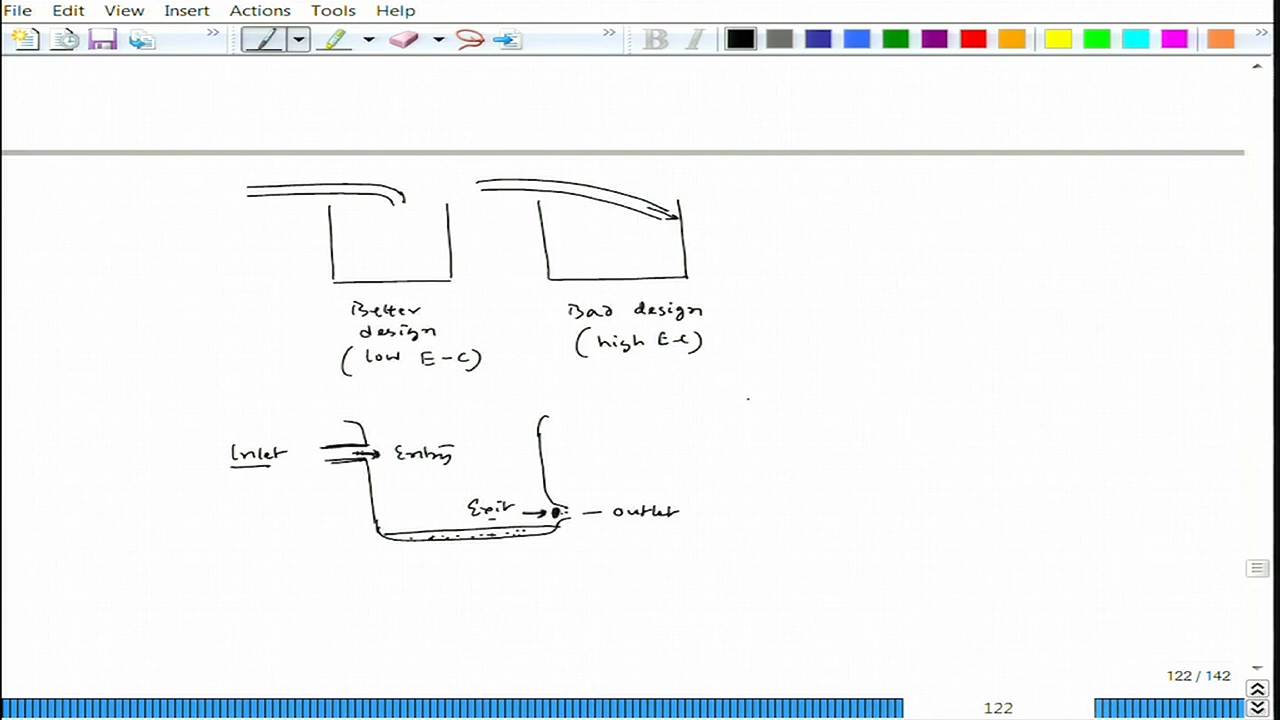 File Edit View Insert Actions Tools Help
B I
Better
design
(low E-C)
Bad design
(high E-C)
Inlet
Entry
Exit
outlet
122 / 142
122